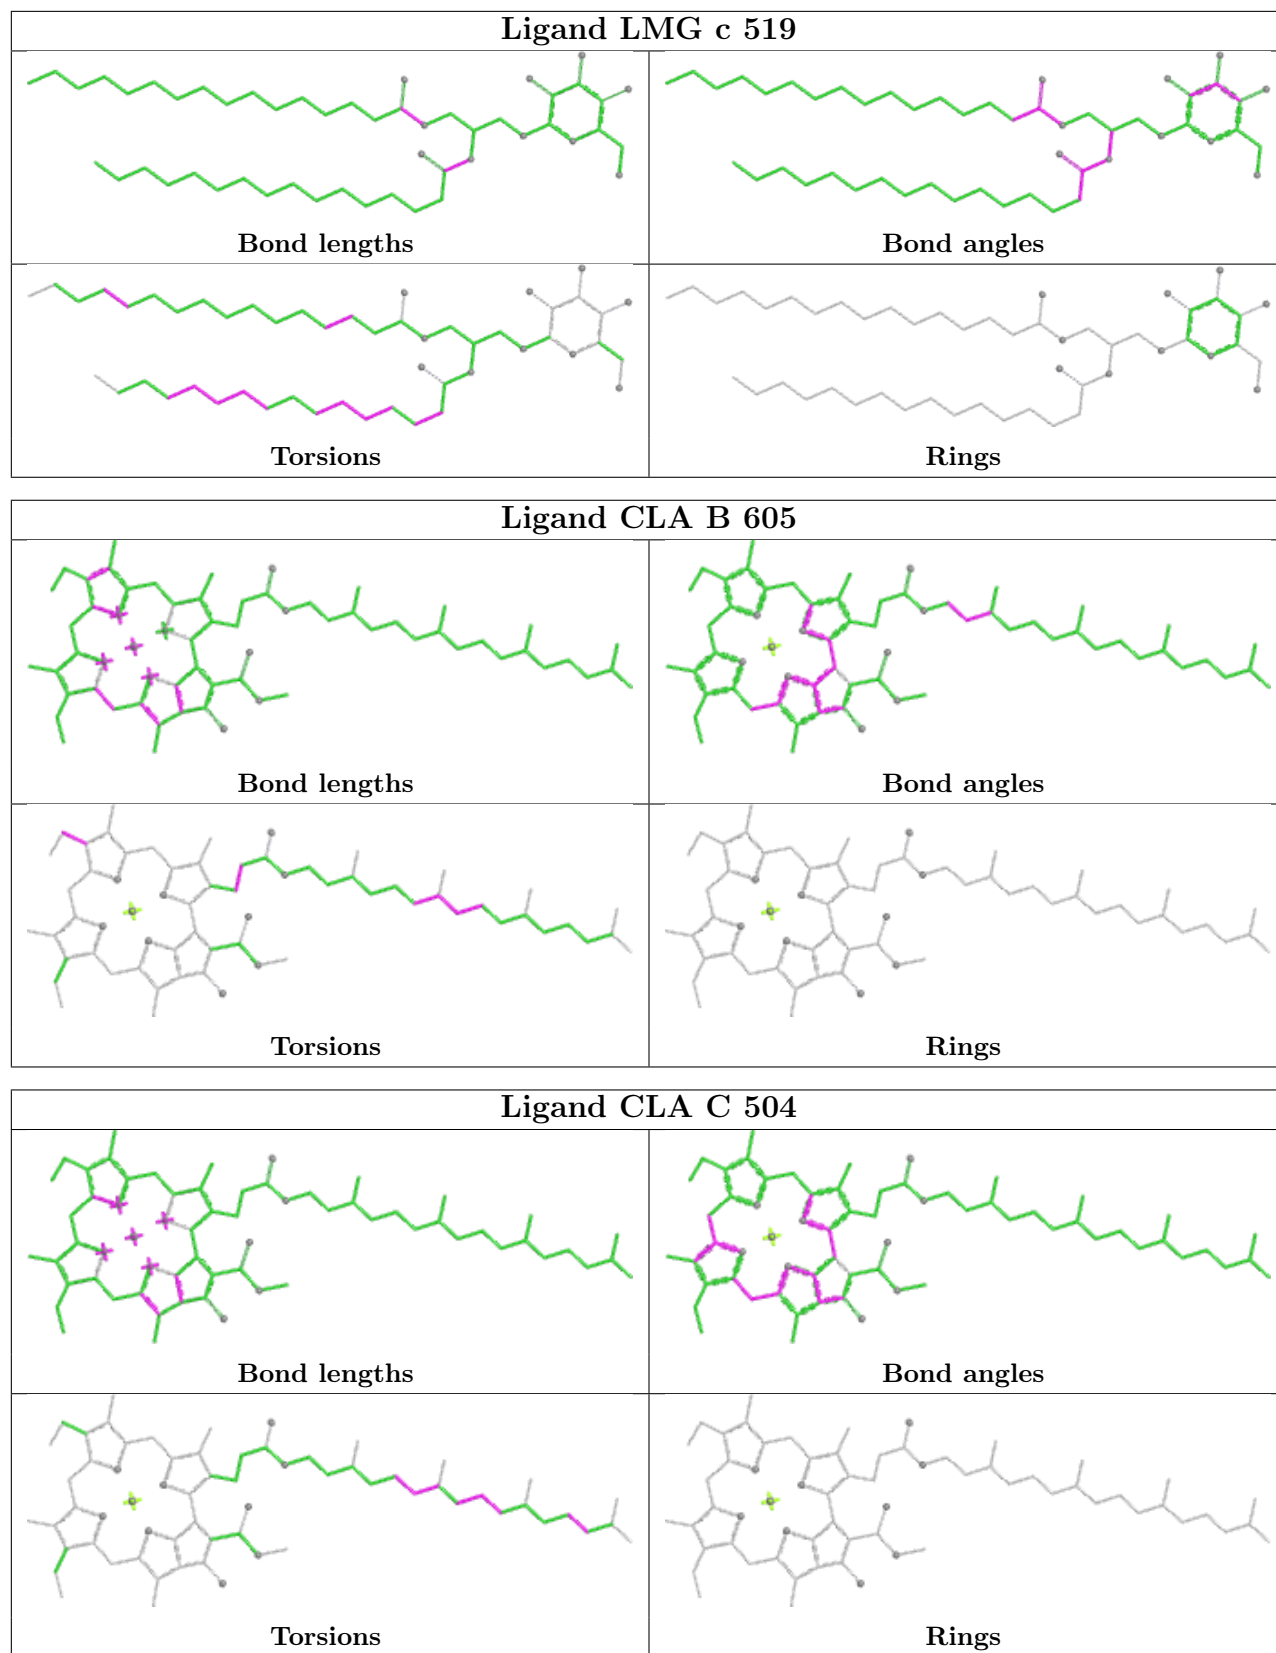 Ligand LMG c 519
Bond lengths
Bond angles
Torsions
Rings
Ligand CLA B 605
Bond lengths
Bond angles
Torsions
Rings
Ligand CLA C 504
Bond lengths
Bond angles
Torsions
Rings